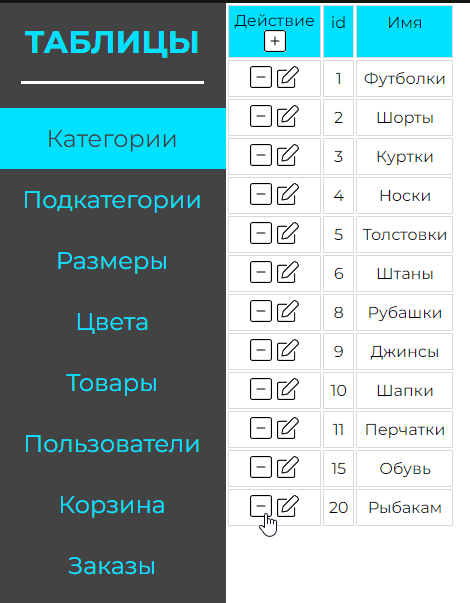 ТАБЛИЦЫ
Категории
Подкатегории
Размеры
Цвета
Товары
Пользователи
Корзина
Заказы
Действие id Имя
1 Футболки
2 Шорты
3 Куртки
4 Носки
5 Толстовки
6 Штаны
8 Рубашки
9 Джинсы
10 Шапки
11 Перчатки
15 Обувь
20 Рыбакам